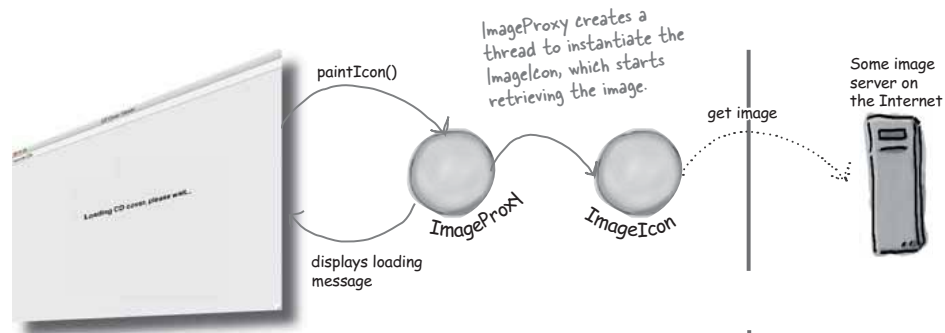 ImageProxy creates a
thread to instantiate the
ImageIcon, which starts
retrieving the image.
paintIcon()
Some image
server on
the Internet
get image
Loading CD cover, please wait...
ImageProxy
ImageIcon
displays loading
message